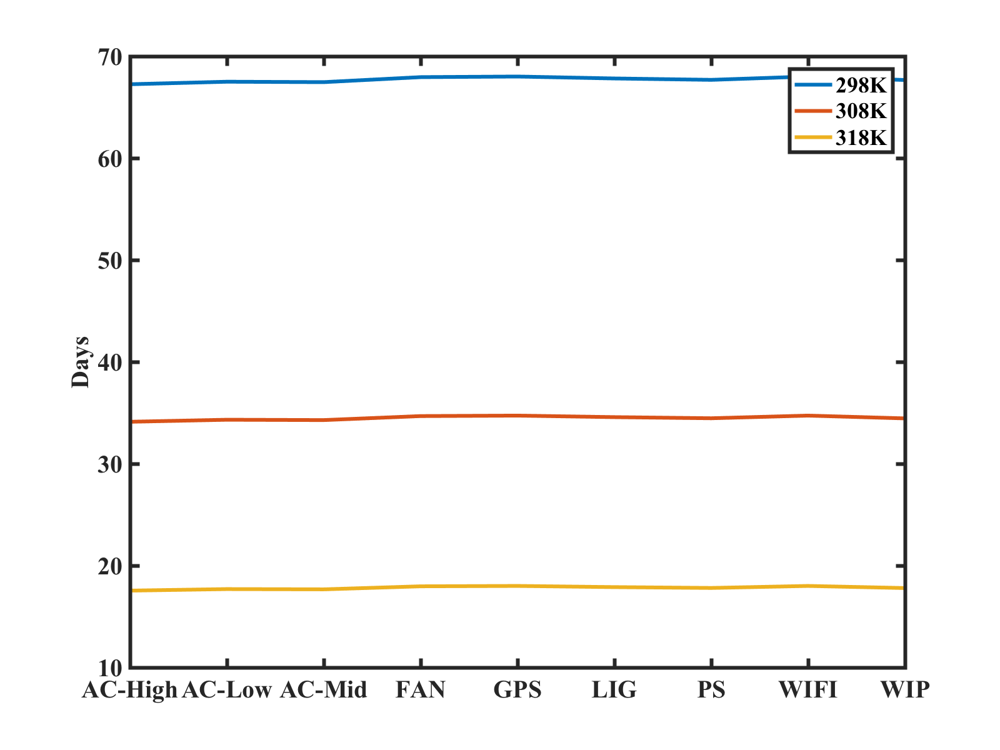 70
60
50
40
30
20
10
Days
298K
308K
318K
AC-High AC-Low AC-Mid FAN GPS LIG PS WIFI WIP